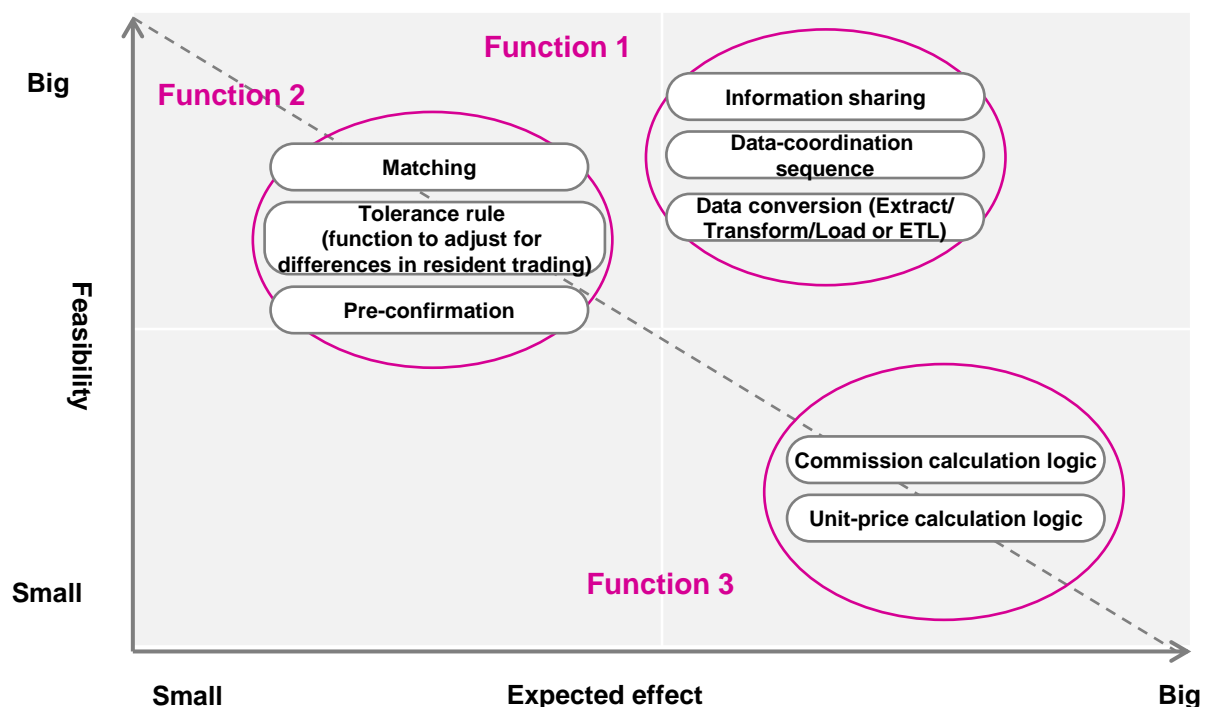 Function 1
Big
Function 2
Information sharing
Data-coordination
sequence
Data conversion (Extract/
Transform/Load or ETL)
Matching
Tolerance rule
(function to adjust for
differences in resident trading)
Pre-confirmation
Feasibility
Commission calculation logic
Unit-price calculation logic
Function 3
Small
Small
Expected effect
Big